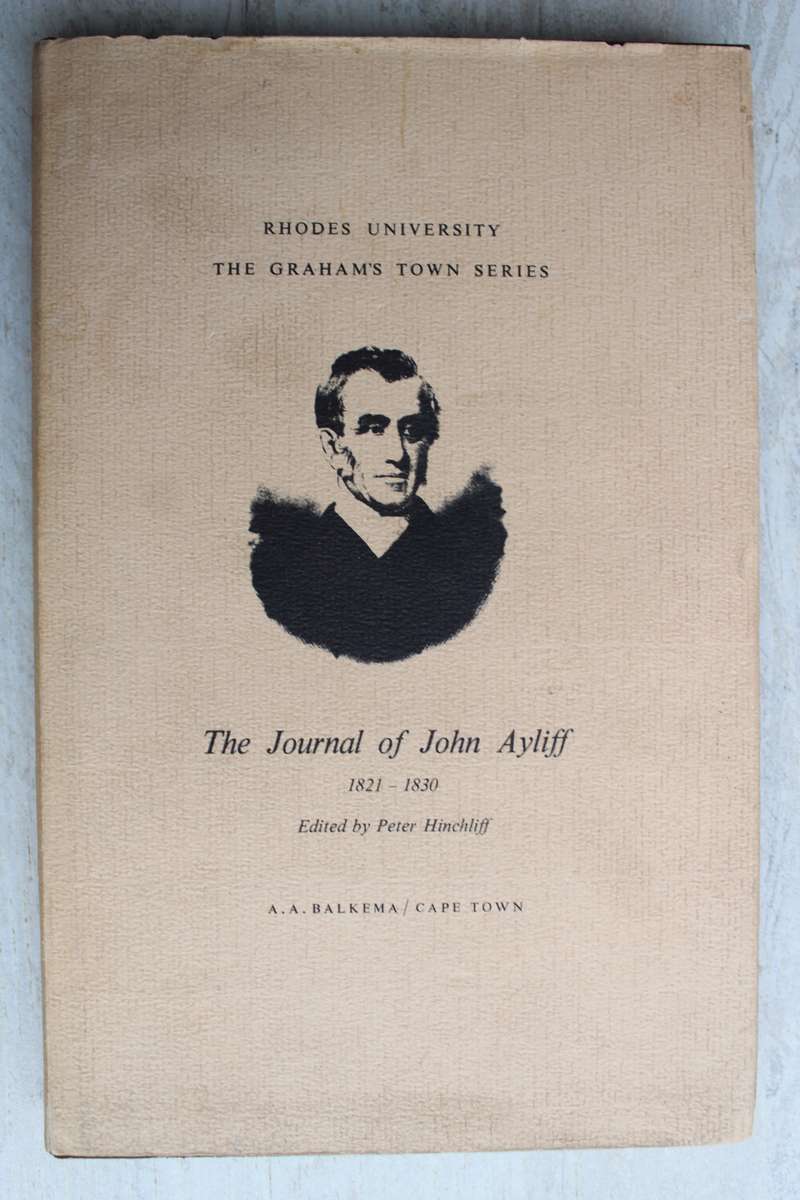 RHODES UNIVERSITY
THE GRAHAM'S TOWN SERIES
The Journal of John Ayliff
1821 – 1830
Edited by Peter Hinchliff
A.A. BALKEMA / CAPE TOWN